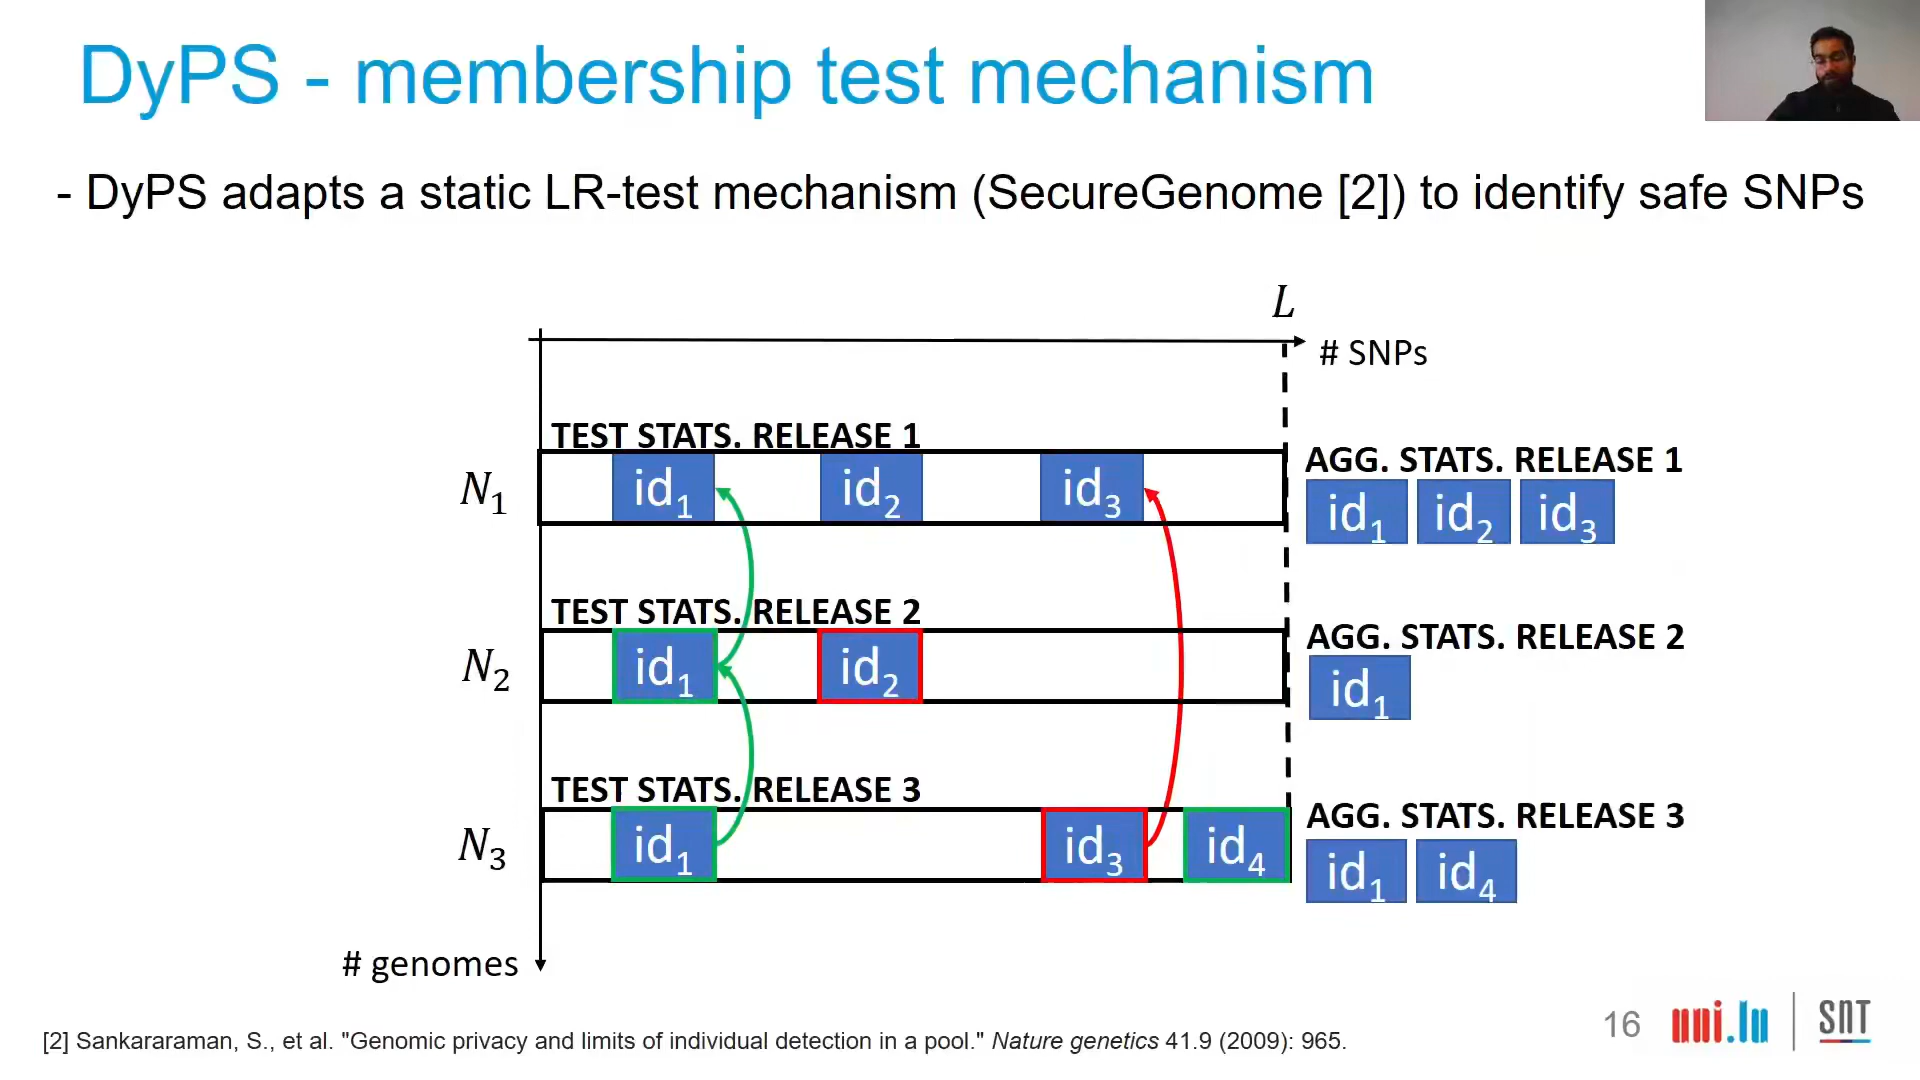 DyPS - membership test mechanism
- DyPS adapts a static LR-test mechanism (SecureGenome [2]) to identify safe SNPs
L
# SNPs
TEST STATS. RELEASE 1
AGG. STATS. RELEASE 1
N₁
id₁ id₂ id₃
id₁ id₂ id₃
TEST STATS. RELEASE 2
AGG. STATS. RELEASE 2
N₂
id₁ id₂
id₁
TEST STATS. RELEASE 3
AGG. STATS. RELEASE 3
N₃
id₁ id₃ id₄
id₁ id₄
# genomes
[2] Sankararaman, S., et al. "Genomic privacy and limits of individual detection in a pool." Nature genetics 41.9 (2009): 965.
16
uni.lu
SNT